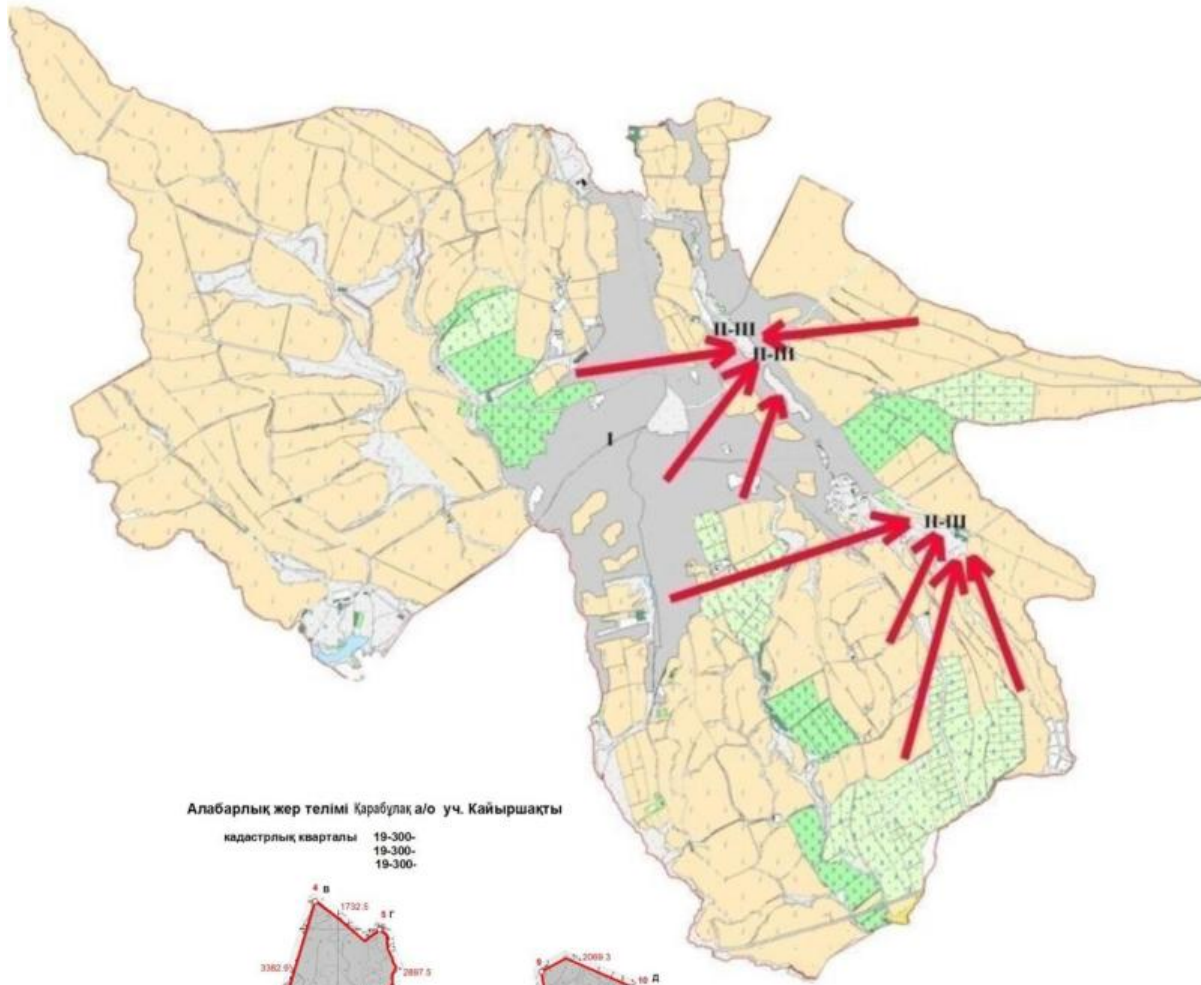 II-III
II-III
I
II-III
Алабарлық жер телімі Қарабұлақ а/о уч. Кайыршақты
кадастрлық кварталы 19-300-
19-300-
19-300-
4 В
1732.5
5 Г
3382.9
2897.5
9
2069.3
10 Д